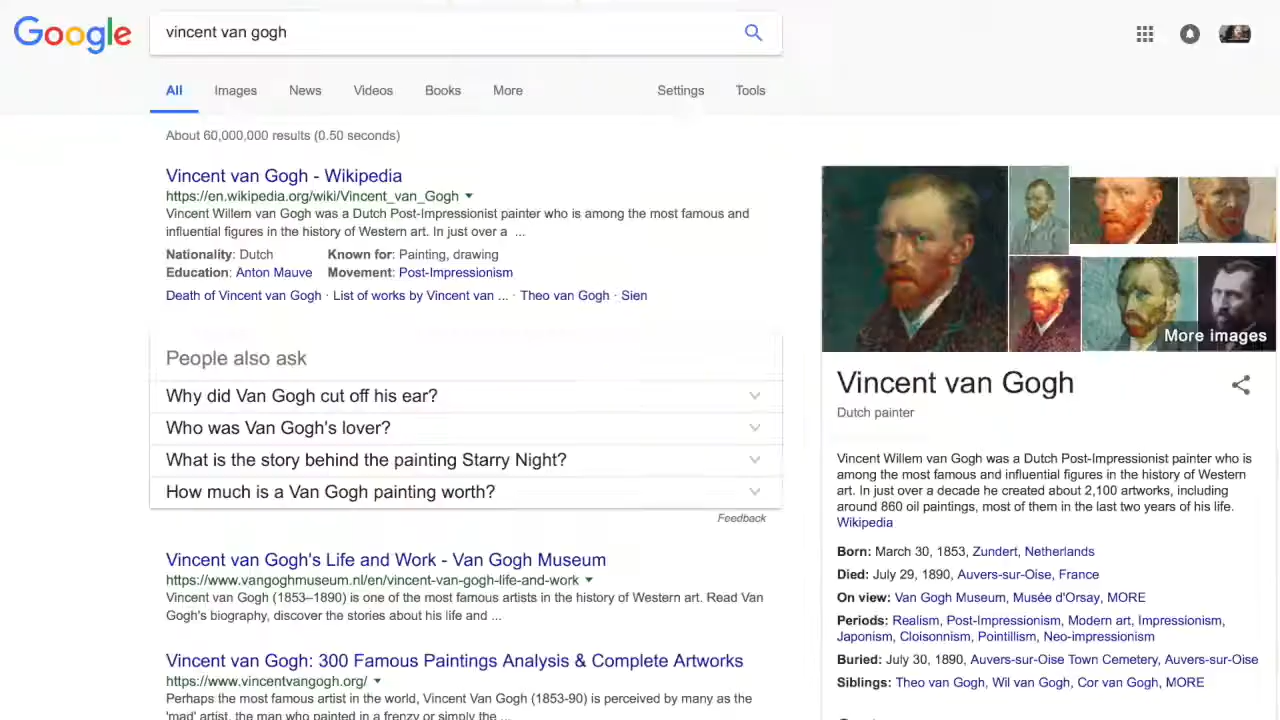 Google
vincent van gogh
All Images News Videos Books More Settings Tools
About 60,000,000 results (0.50 seconds)
Vincent van Gogh - Wikipedia
https://en.wikipedia.org/wiki/Vincent_van_Gogh
Vincent Willem van Gogh was a Dutch Post-Impressionist painter who is among the most famous and
influential figures in the history of Western art. In just over a ...
Nationality: Dutch Known for: Painting, drawing
Education: Anton Mauve Movement: Post-Impressionism
Death of Vincent van Gogh · List of works by Vincent van ... · Theo van Gogh · Sien
People also ask
Why did Van Gogh cut off his ear?
Who was Van Gogh's lover?
What is the story behind the painting Starry Night?
How much is a Van Gogh painting worth?
Feedback
Vincent van Gogh's Life and Work - Van Gogh Museum
https://www.vangoghmuseum.nl/en/vincent-van-gogh-life-and-work
Vincent van Gogh (1853–1890) is one of the most famous artists in the history of Western art. Read Van
Gogh's biography, discover the stories about his life and ...
Vincent van Gogh: 300 Famous Paintings Analysis & Complete Artworks
https://www.vincentvangogh.org/
Perhaps the most famous artist in the world, Vincent Van Gogh (1853-90) is perceived by many as the
'mad' artist, the man who painted in a frenzy or simply the ...
More images
Vincent van Gogh
Dutch painter
Vincent Willem van Gogh was a Dutch Post-Impressionist painter who is
among the most famous and influential figures in the history of Western
art. In just over a decade he created about 2,100 artworks, including
around 860 oil paintings, most of them in the last two years of his life.
Wikipedia
Born: March 30, 1853, Zundert, Netherlands
Died: July 29, 1890, Auvers-sur-Oise, France
On view: Van Gogh Museum, Musée d'Orsay, MORE
Periods: Realism, Post-Impressionism, Modern art, Impressionism,
Japonism, Cloisonnism, Pointillism, Neo-impressionism
Buried: July 30, 1890, Auvers-sur-Oise Town Cemetery, Auvers-sur-Oise
Siblings: Theo van Gogh, Wil van Gogh, Cor van Gogh, MORE